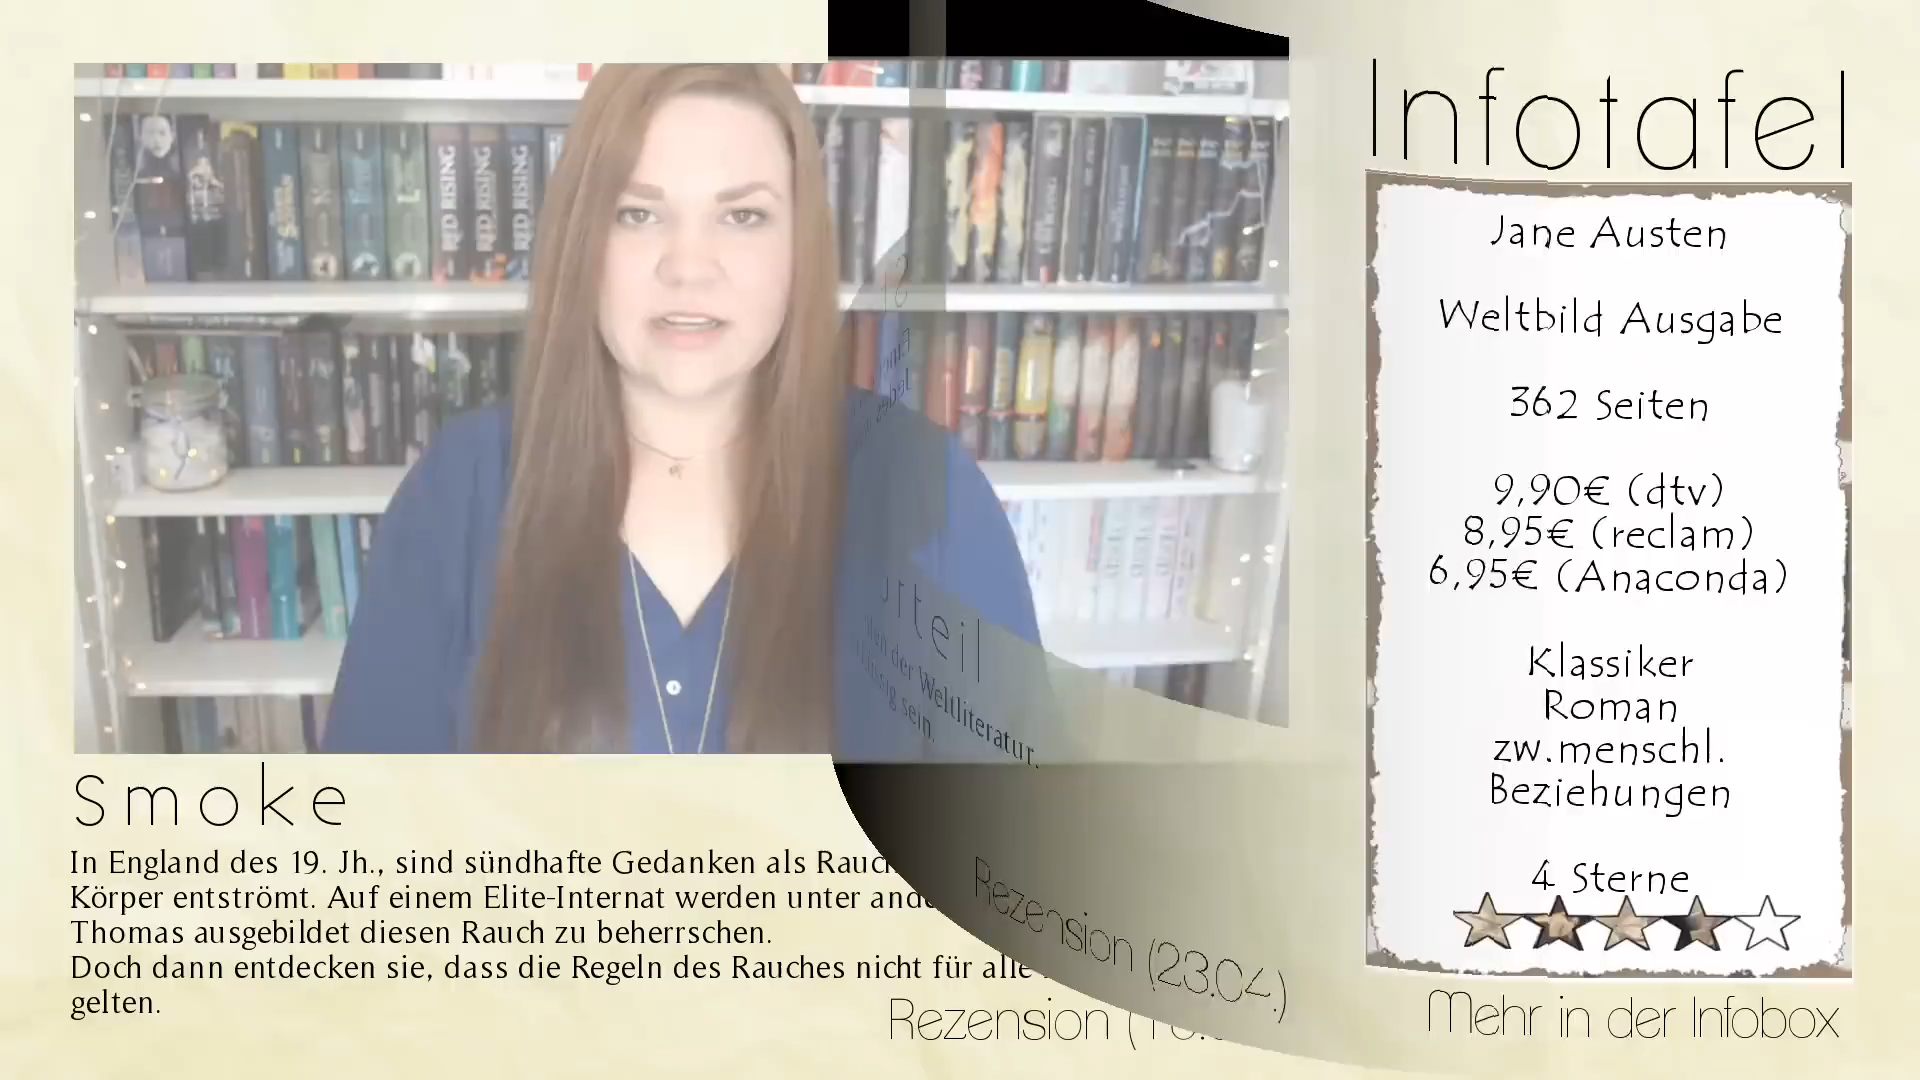 Infotafel
Jane Austen
Weltbild Ausgabe
362 Seiten
9,90€ (dtv)
8,95€ (reclam)
6,95€ (Anaconda)
Klassiker
Roman
zw.menschl.
Beziehungen
4 Sterne
Mehr in der Infobox
RED RISING
RED RISING
RED RISING
der Weltliteratur.
sein.
Smoke
In England des 19. Jh., sind sündhafte Gedanken als
Körper entströmt. Auf einem Elite-Internat werden unter
Thomas ausgebildet diesen Rauch zu beherrschen.
Doch dann entdecken sie, dass die Regeln des Rauches nicht für alle
gelten.
Rezension (23.04.)
Rezension